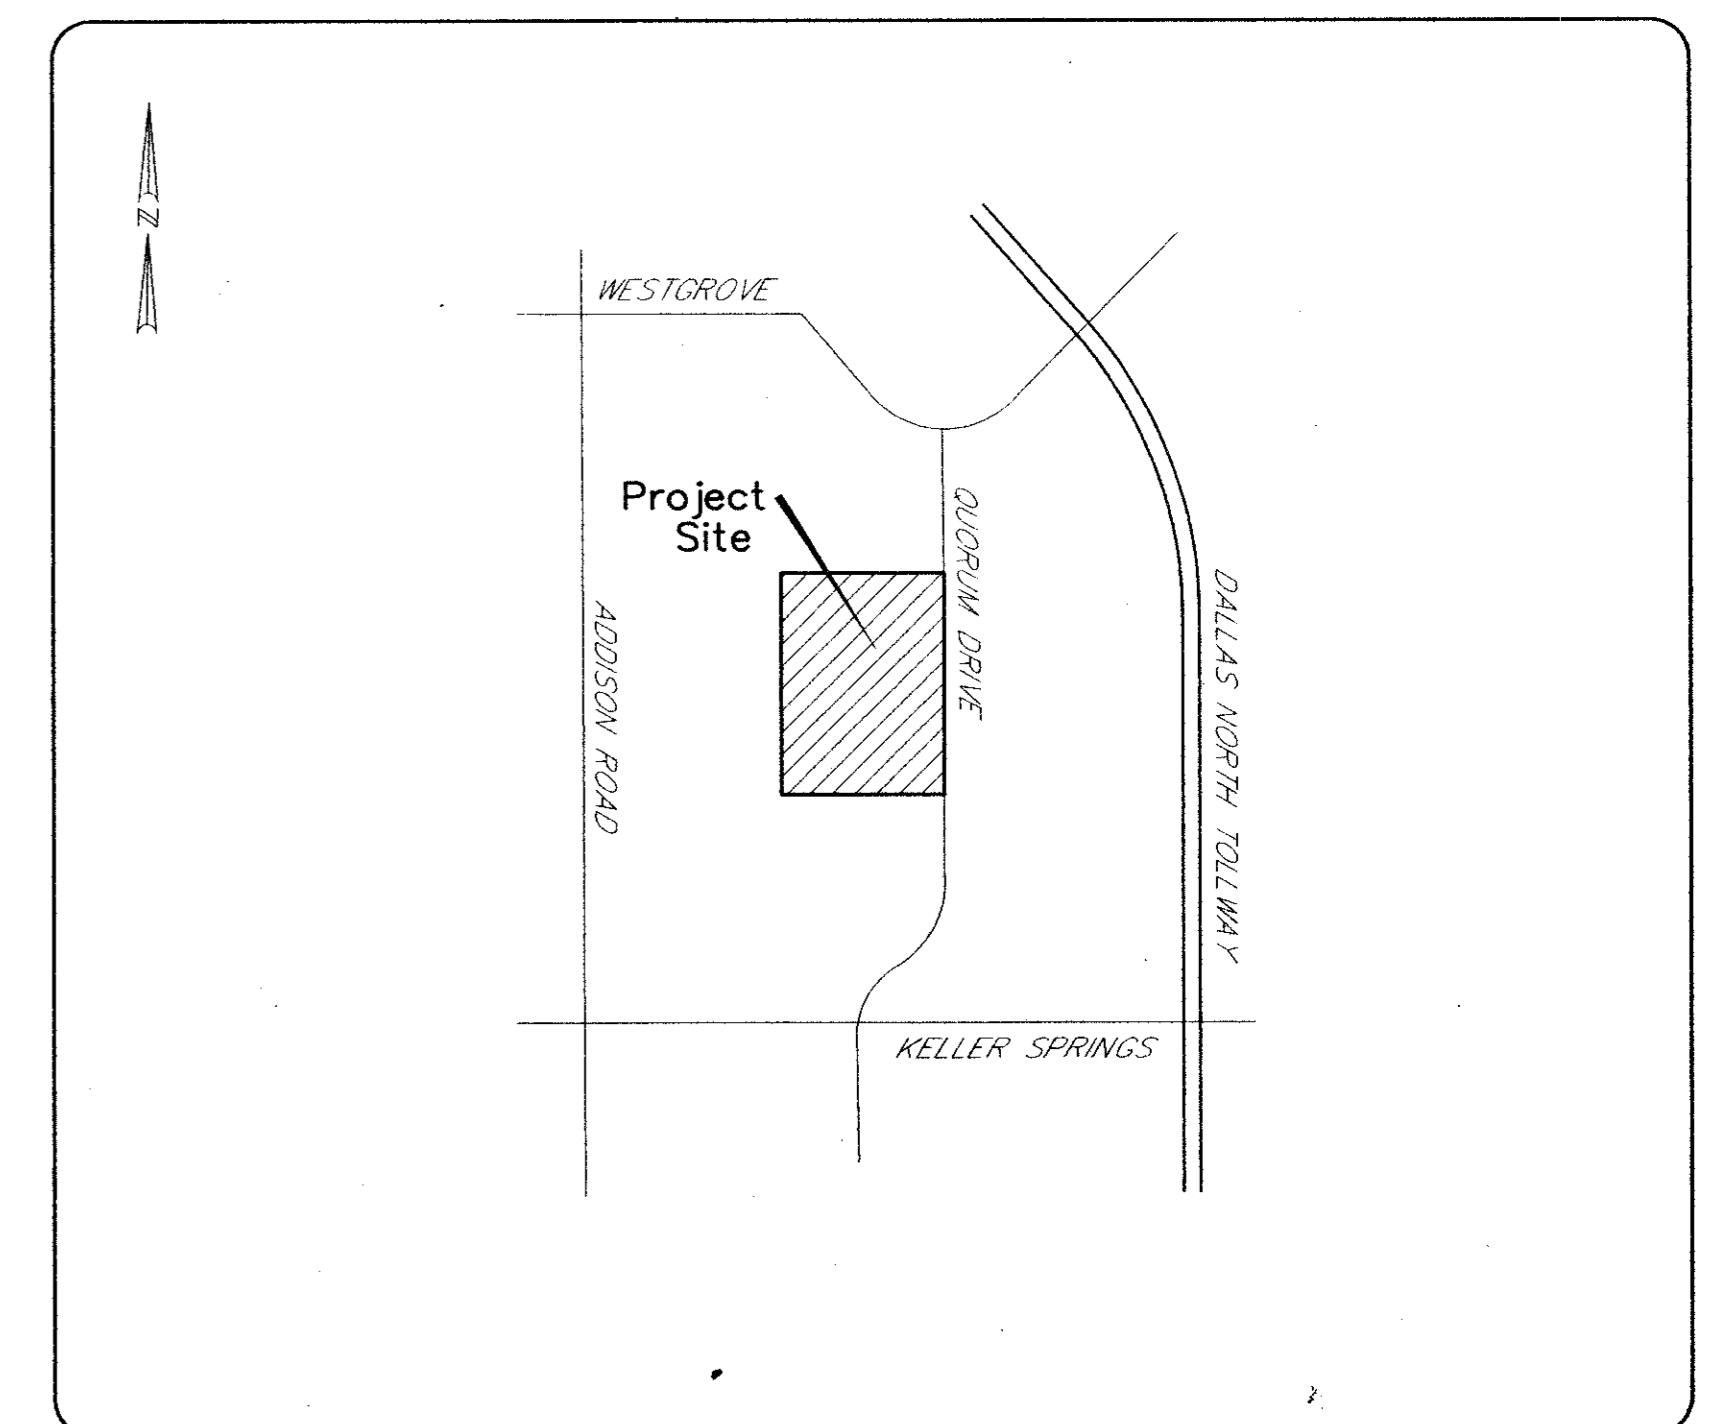 N
WESTGROVE
Project
Site
QUORUM DRIVE
DALLAS NORTH TOLLWAY
ADDISON ROAD
KELLER SPRINGS